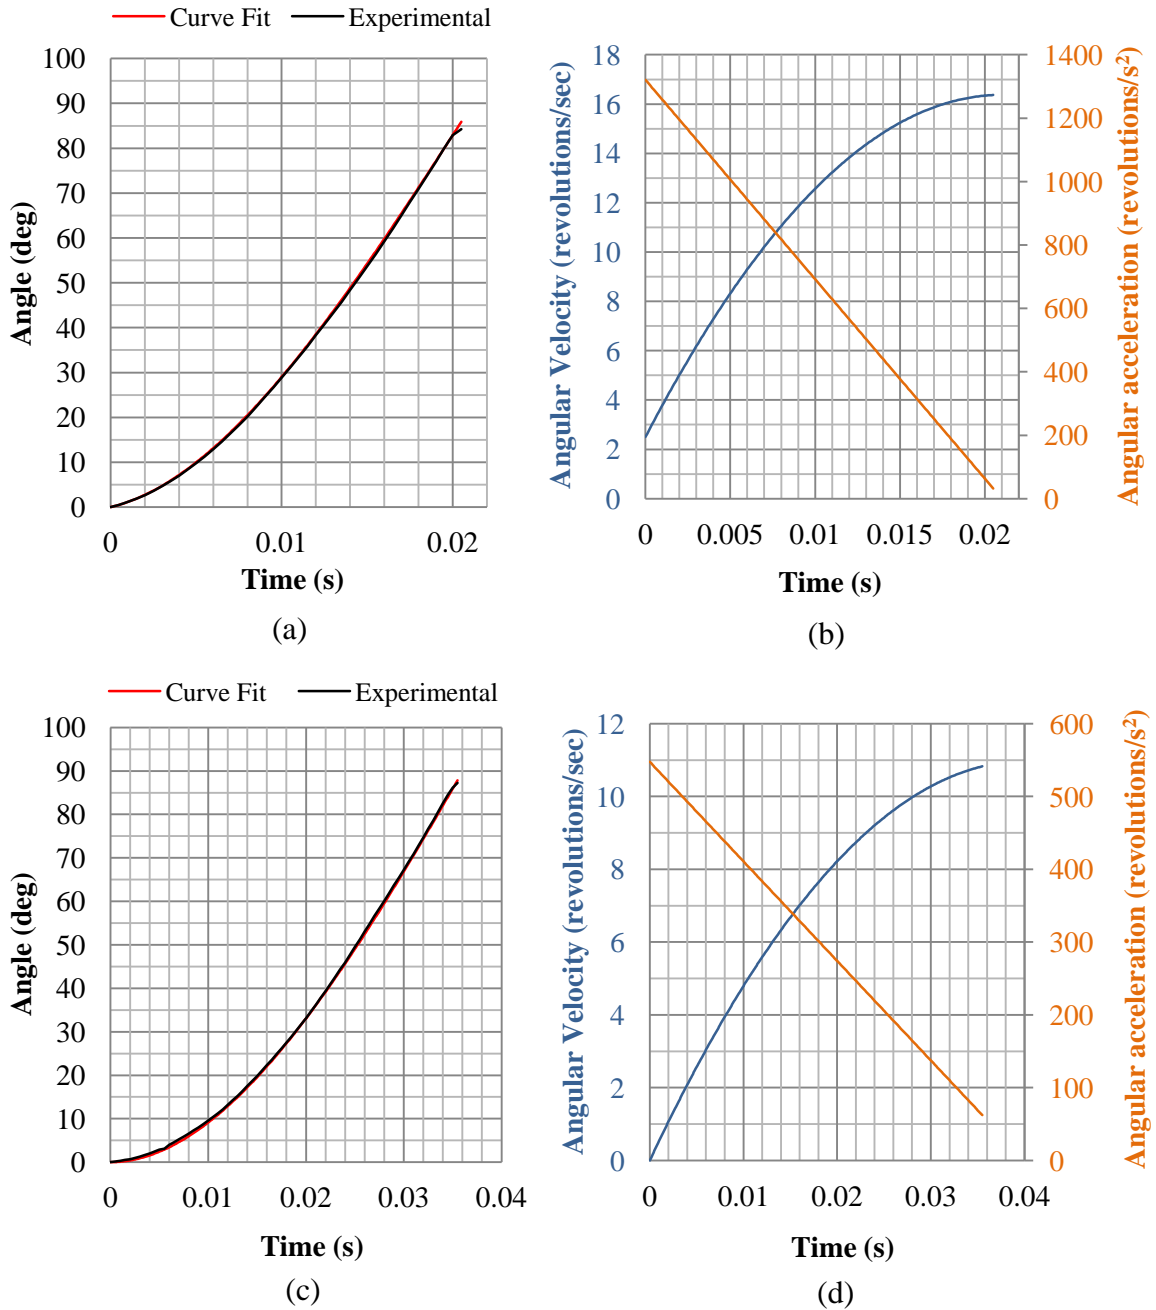 Curve Fit Experimental
100
90
80
70
60
50
40
30
20
10
0
Angle (deg)
0 0.01 0.02
Time (s)
(a)
18
16
14
12
10
8
6
4
2
0
Angular Velocity (revolutions/sec)
1400
1200
1000
800
600
400
200
0
Angular acceleration (revolutions/s²)
0 0.005 0.01 0.015 0.02
Time (s)
(b)
Curve Fit Experimental
100
90
80
70
60
50
40
30
20
10
0
Angle (deg)
0 0.01 0.02 0.03 0.04
Time (s)
(c)
12
10
8
6
4
2
0
Angular Velocity (revolutions/sec)
600
500
400
300
200
100
0
Angular acceleration (revolutions/s²)
0 0.01 0.02 0.03 0.04
Time (s)
(d)